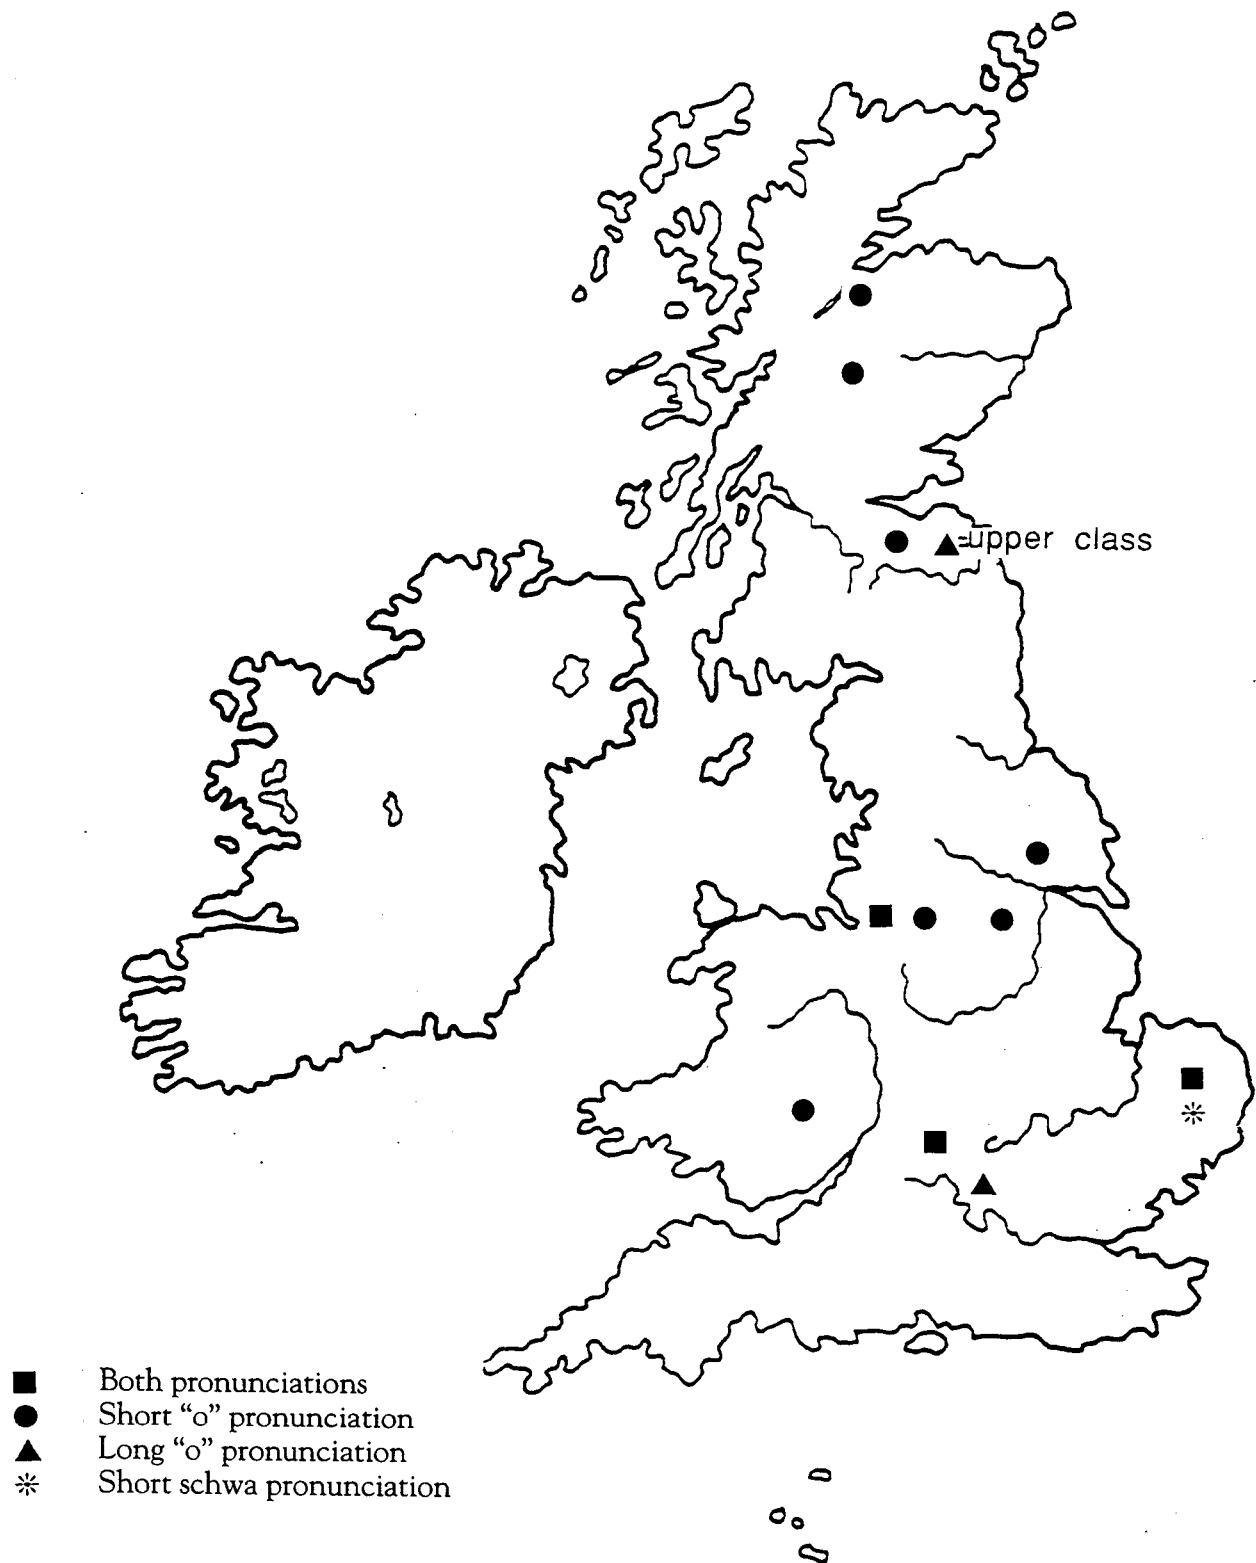 =upper class
Both pronunciations
Short “o” pronunciation
Long “o” pronunciation
Short schwa pronunciation